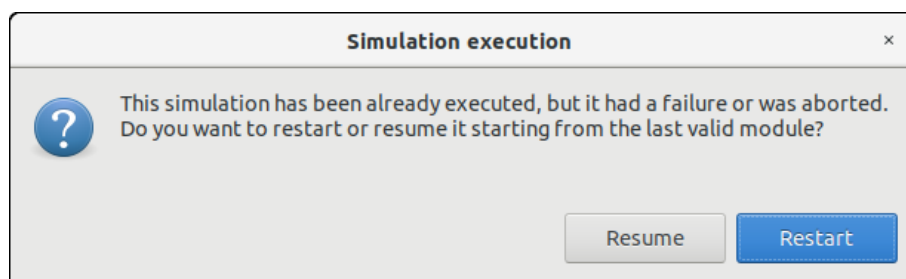 Simulation execution
This simulation has been already executed, but it had a failure or was aborted.
Do you want to restart or resume it starting from the last valid module?
Resume
Restart